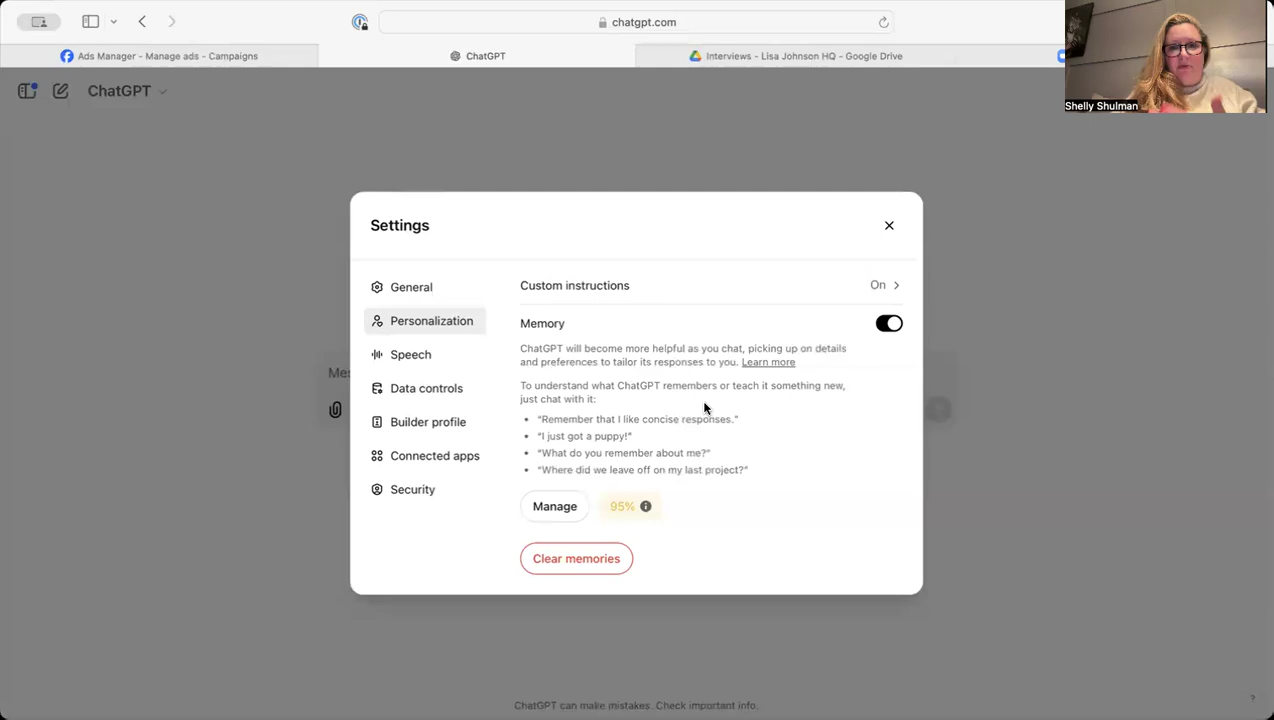 chatgpt.com
Ads Manager - Manage ads - Campaigns
ChatGPT
Interviews - Lisa Johnson HQ - Google Drive
Shelly Shulman
ChatGPT
Settings
General
Personalization
Speech
Data controls
Builder profile
Connected apps
Security
Custom instructions
On
Memory
ChatGPT will become more helpful as you chat, picking up on details
and preferences to tailor its responses to you. Learn more
To understand what ChatGPT remembers or teach it something new,
just chat with it:
• “Remember that I like concise responses.”
• “I just got a puppy!”
• “What do you remember about me?”
• “Where did we leave off on my last project?”
Manage
95%
Clear memories
Mes
ChatGPT can make mistakes. Check important info.
?